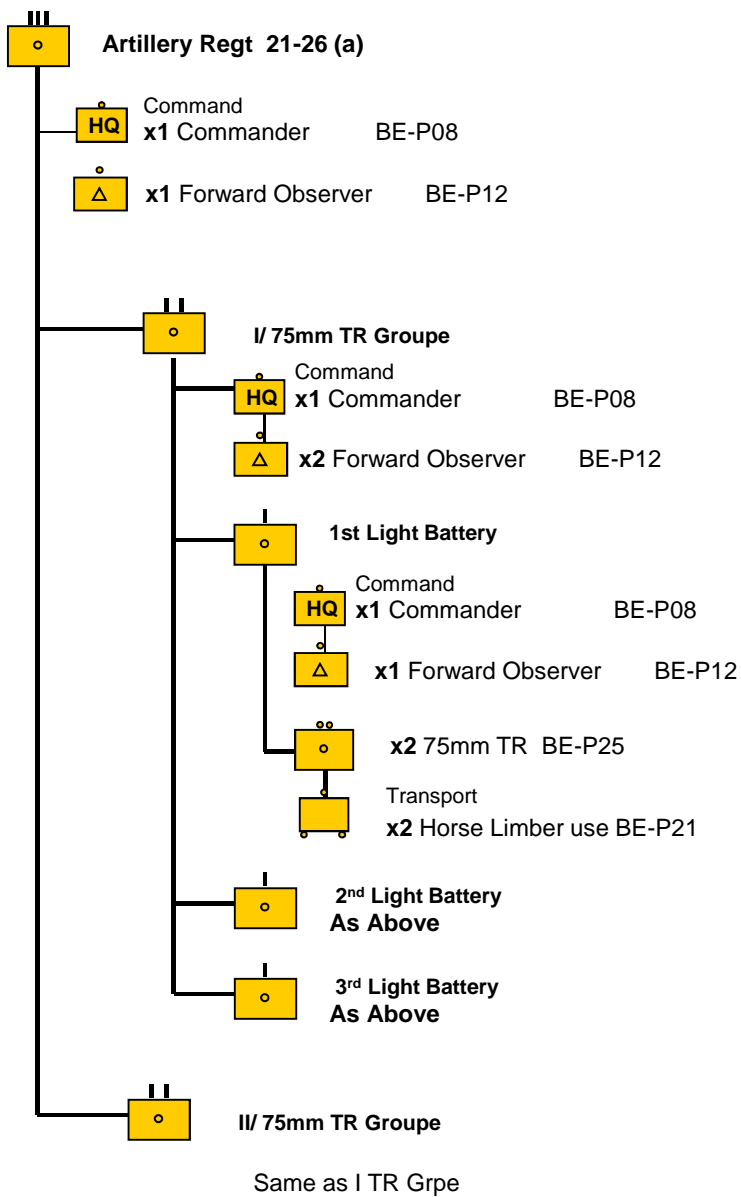 Artillery Regt 21-26 (a)
Command
HQ x1 Commander BE-P08
x1 Forward Observer BE-P12
I/ 75mm TR Groupe
Command
HQ x1 Commander BE-P08
x2 Forward Observer BE-P12
1st Light Battery
Command
HQ x1 Commander BE-P08
x1 Forward Observer BE-P12
x2 75mm TR BE-P25
Transport
x2 Horse Limber use BE-P21
2nd Light Battery
As Above
3rd Light Battery
As Above
II/ 75mm TR Groupe
Same as I TR Grpe